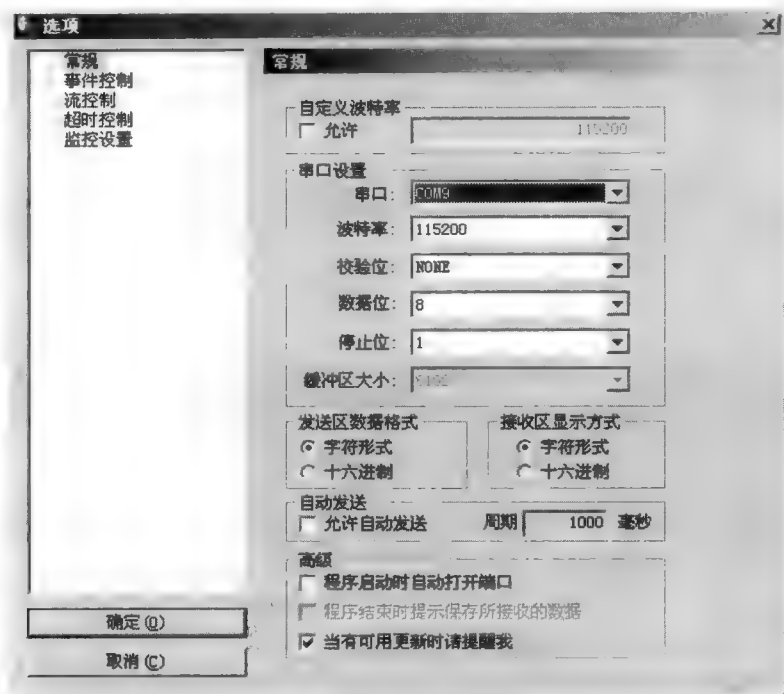 选项
常规
事件控制
流控制
超时控制
监控设置
确定(O)
取消(C)
常规
自定义波特率
允许 115200
串口设置
串口: COM9
波特率: 115200
校验位: NONE
数据位: 8
停止位: 1
缓冲区大小:
发送区数据格式
字符形式
十六进制
接收区显示方式
字符形式
十六进制
自动发送
允许自动发送 周期 1000 毫秒
高级
程序启动时自动打开端口
程序结束时提示保存所接收的数据
当有可用更新时请提醒我